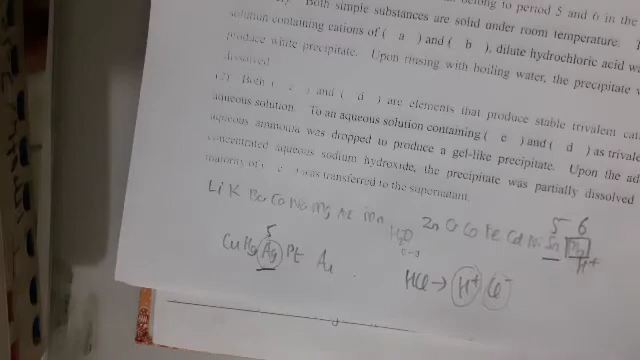 belong to period 5 and 6 in the
Both simple substances are solid under room temperature.
solution containing cations of ( a ) and ( b ), dilute hydrochloric acid wa
produce white precipitate. Upon rinsing with boiling water, the precipitate
dissolved
Both and ( d ) are elements that produce stable trivalent cati
aqueous solution. To an aqueous solution containing ( c ) and ( d ) as trivale
aqueous ammonia was dropped to produce a gel-like precipitate. Upon the ad
concentrated aqueous sodium hydroxide, the precipitate was partially dissolved
majority of ( c ) was transferred to the supernatant.
5 6
Li K Ba Ca Na Mg Al Mn Zn Cr Co Fe Cd Ni Sn Pb
H2O H+
5
Cu Hg Ag Pt Au
HCl → H+ Cl-